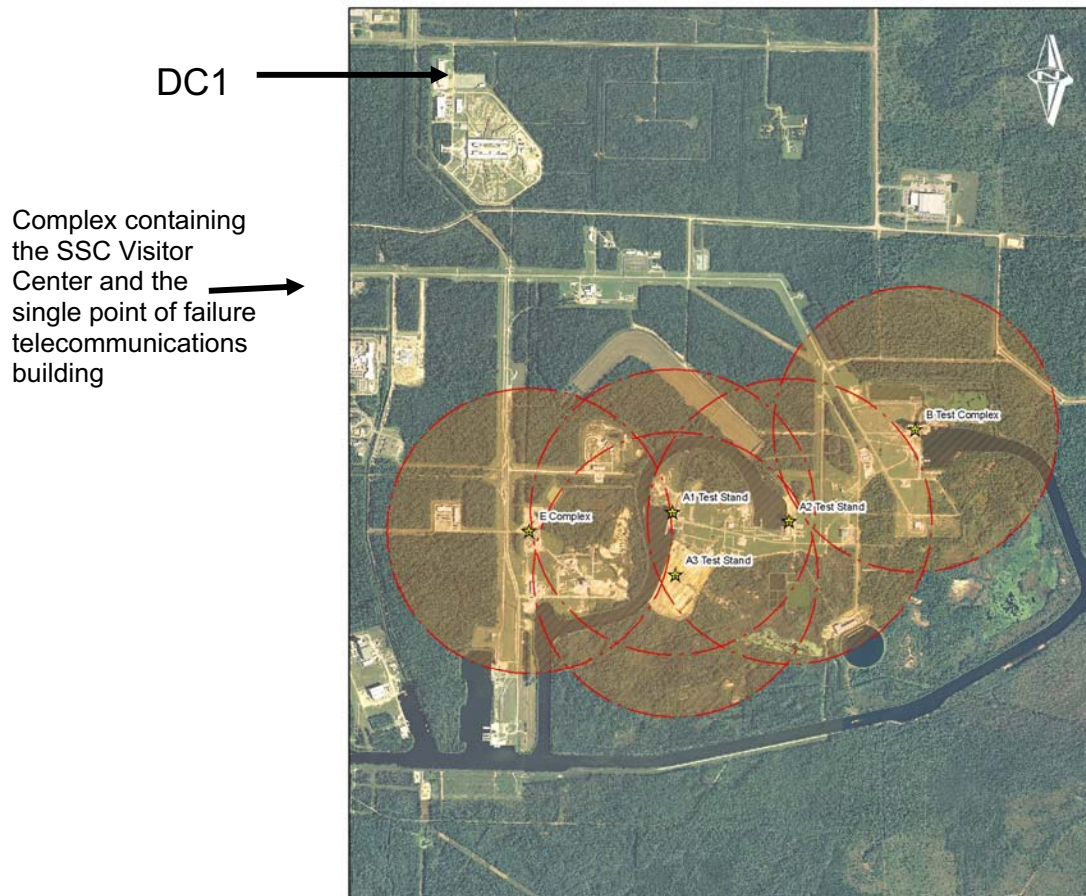 DC1
Complex containing
the SSC Visitor
Center and the
single point of failure
telecommunications
building
B Test Complex
A1 Test Stand
A2 Test Stand
E Complex
A3 Test Stand